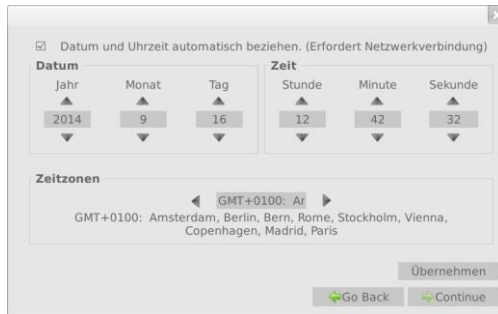 Datum und Uhrzeit automatisch beziehen. (Erfordert Netzwerkverbindung)
Datum
Jahr Monat Tag
2014 9 16
Zeit
Stunde Minute Sekunde
12 42 32
Zeitzonen
GMT+0100: Ar
GMT+0100: Amsterdam, Berlin, Bern, Rome, Stockholm, Vienna,
Copenhagen, Madrid, Paris
Übernehmen
Go Back Continue